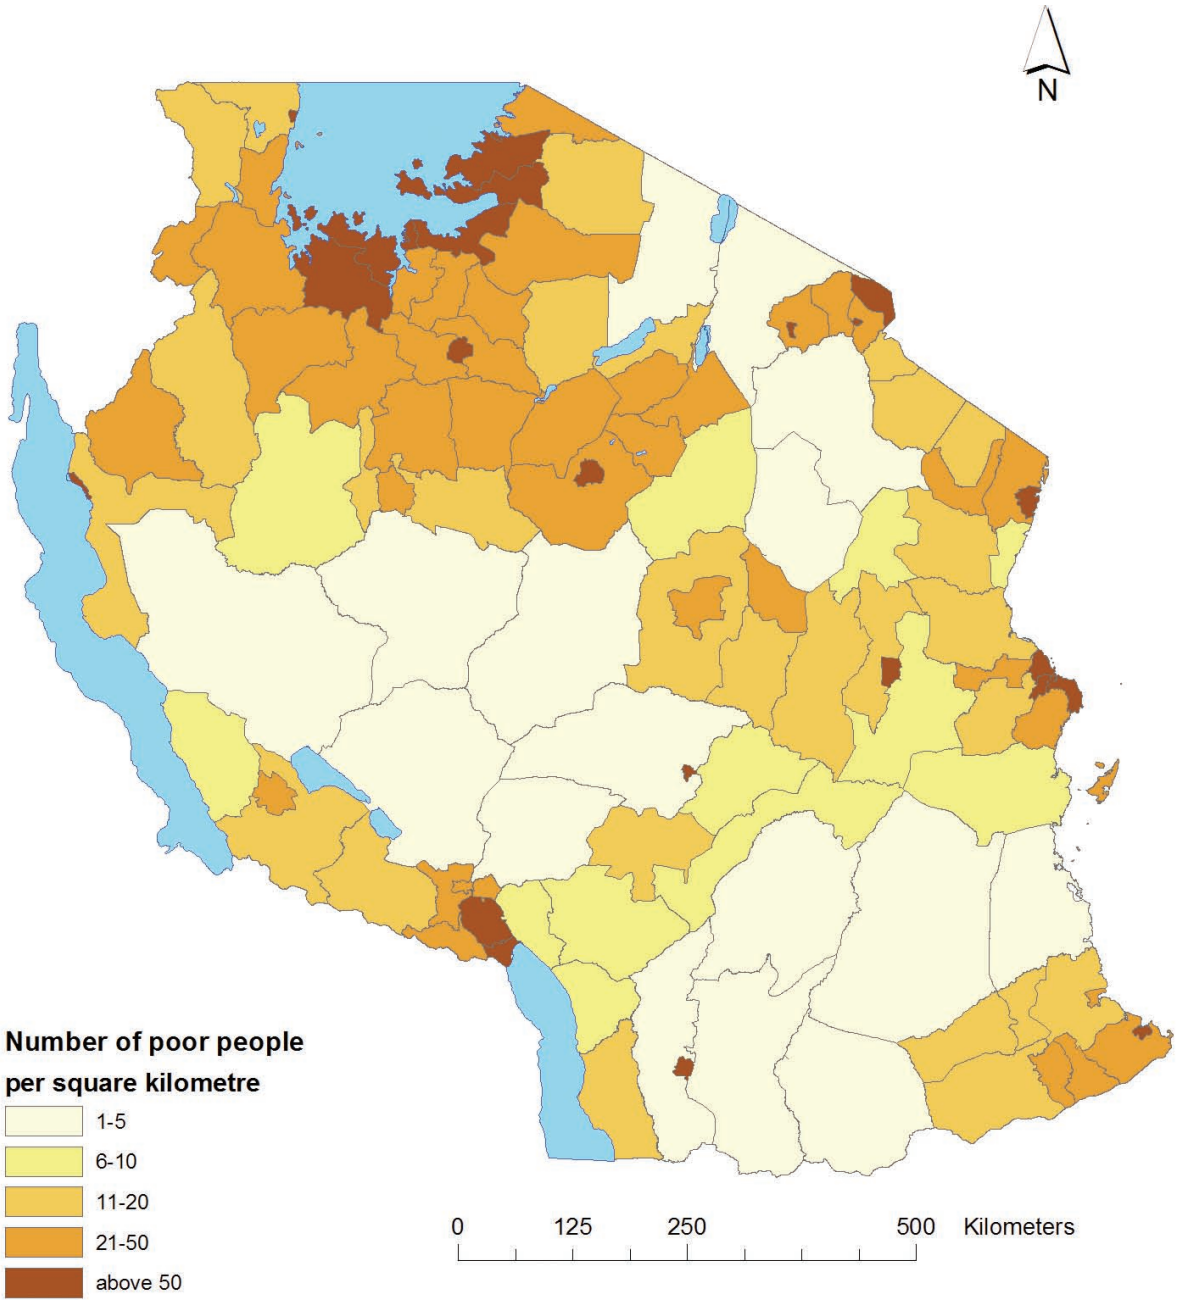 N
Number of poor people
per square kilometre
1-5
6-10
11-20
21-50
above 50
0 125 250 500 Kilometers